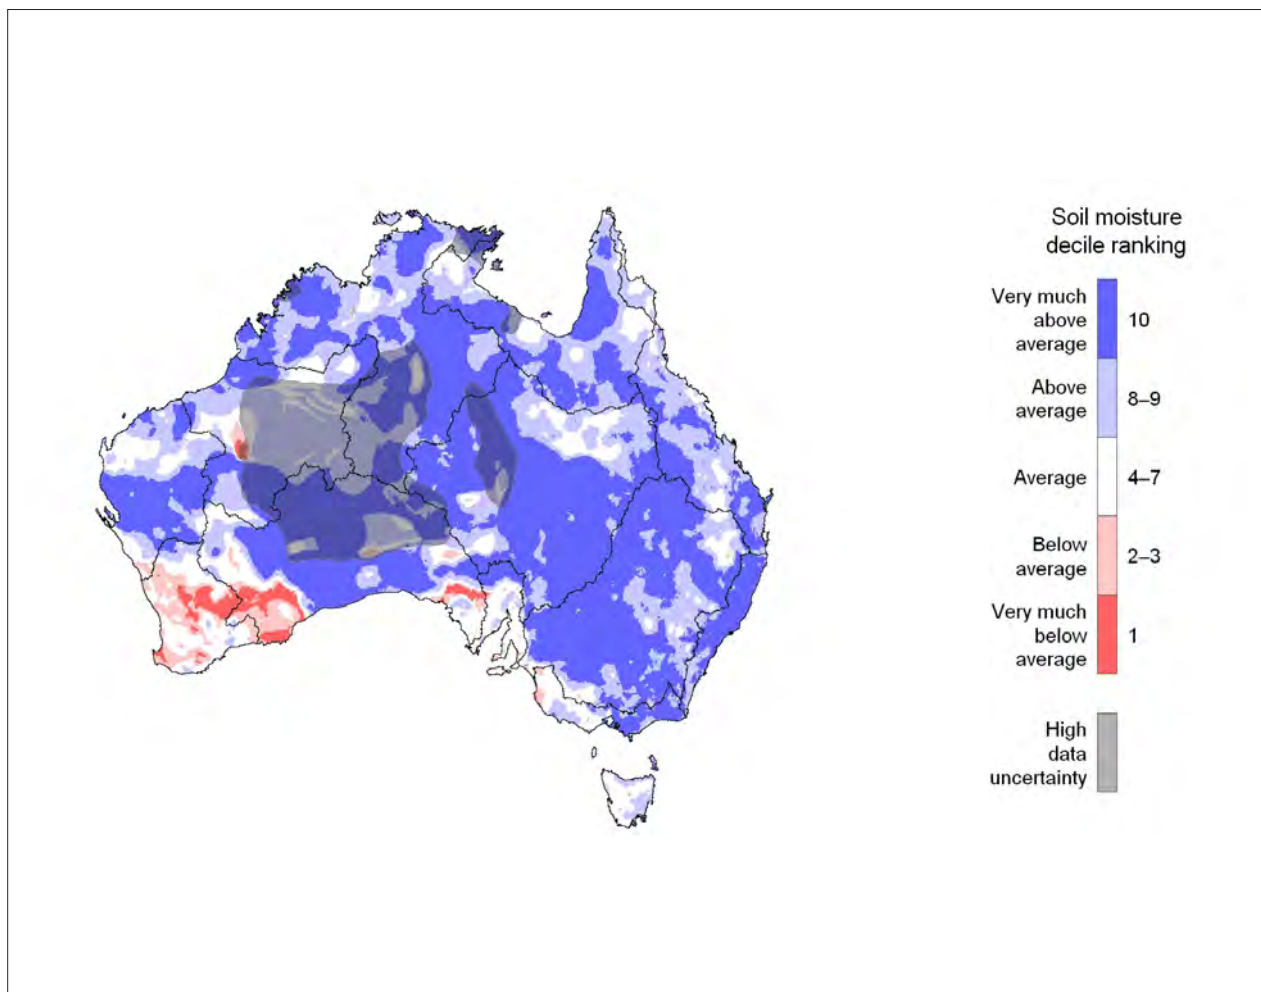 Soil moisture
decile ranking
Very much
above
average
10
Above
average
8–9
Average
4–7
Below
average
2–3
Very much
below
average
1
High
data
uncertainty